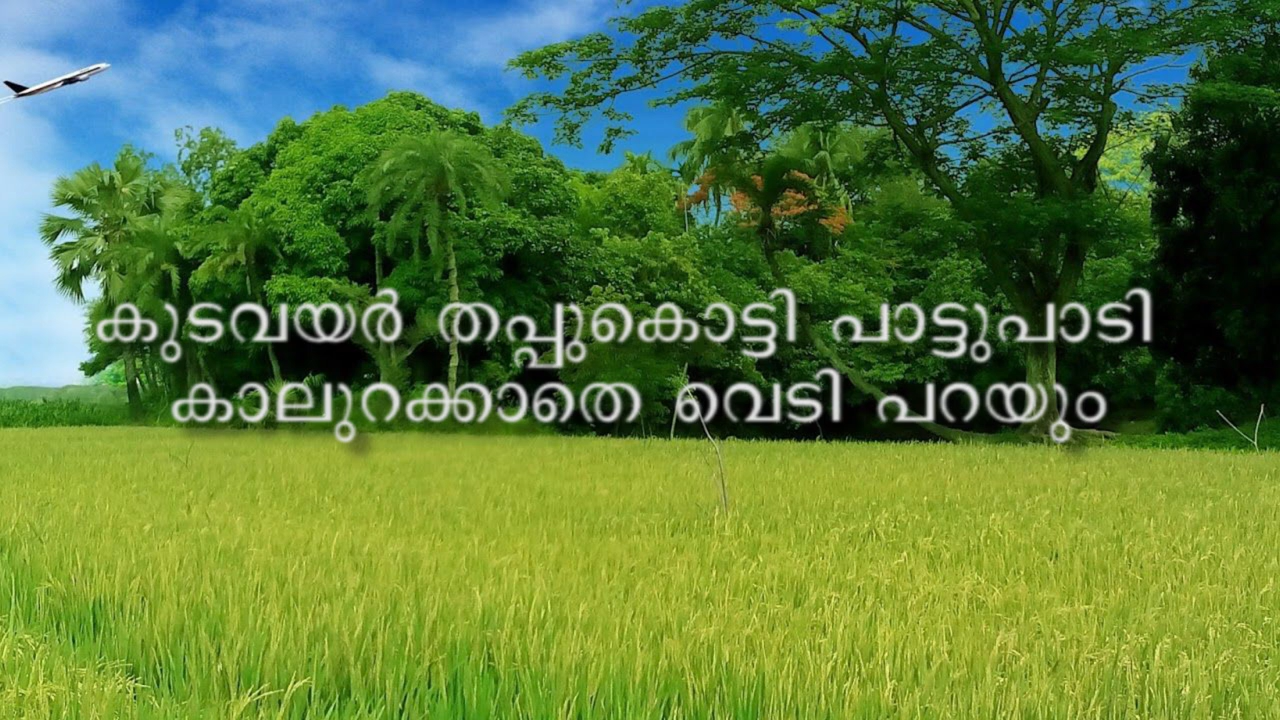 കുടവയർ തപ്പുകൊട്ടി പാട്ടുപാടി
കാലുറക്കാതെ വെടി പറയും